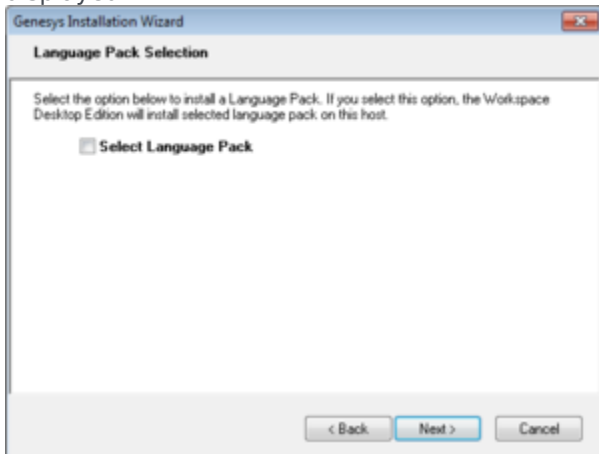 Genesys Installation Wizard
Language Pack Selection
Select the option below to install a Language Pack. If you select this option, the Workspace
Desktop Edition will install selected language pack on this host.
Select Language Pack
< Back
Next >
Cancel